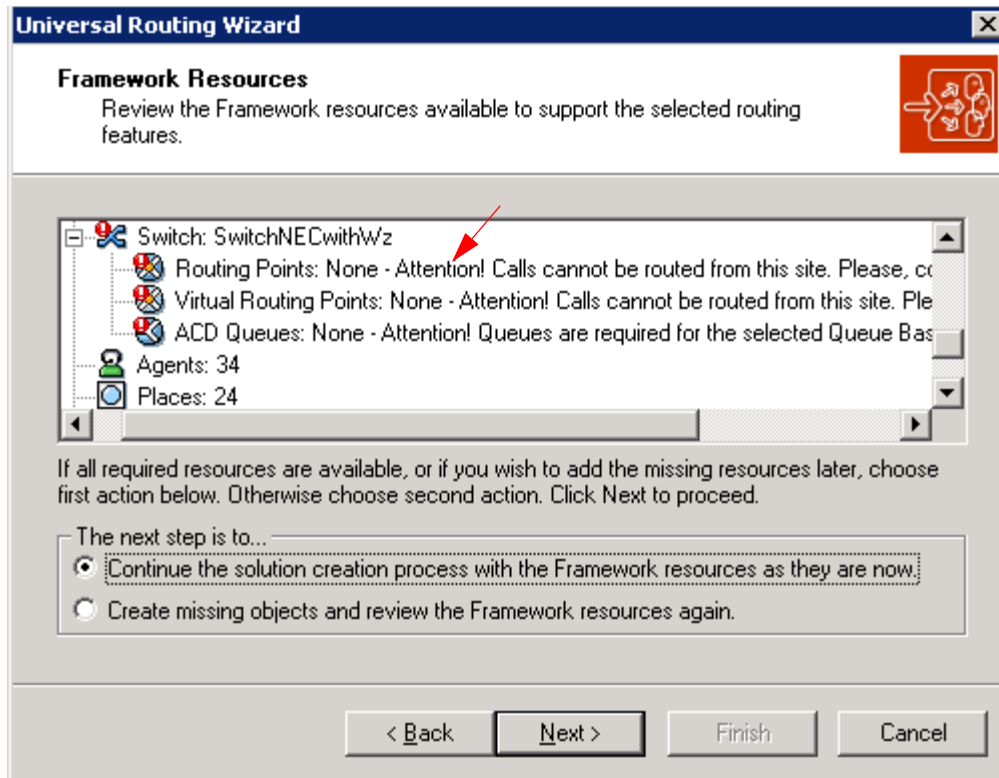 Universal Routing Wizard
Framework Resources
Review the Framework resources available to support the selected routing
features.
Switch: SwitchNECwithWz
Routing Points: None - Attention! Calls cannot be routed from this site. Please, co
Virtual Routing Points: None - Attention! Calls cannot be routed from this site. Ple
ACD Queues: None - Attention! Queues are required for the selected Queue Bas
Agents: 34
Places: 24
If all required resources are available, or if you wish to add the missing resources later, choose
first action below. Otherwise choose second action. Click Next to proceed.
The next step is to...
Continue the solution creation process with the Framework resources as they are now.
Create missing objects and review the Framework resources again.
< Back Next > Finish Cancel